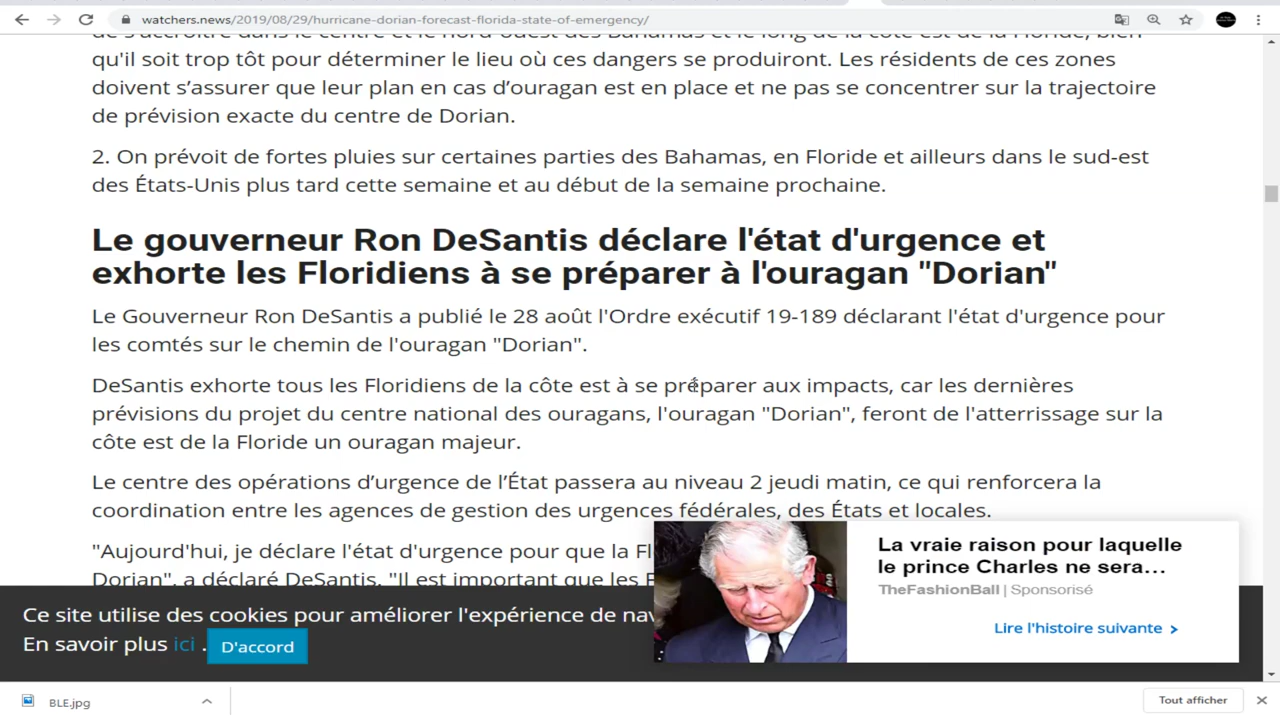 watchers.news/2019/08/29/hurricane-dorian-forecast-florida-state-of-emergency/
de s'accroître dans le centre et le nord-ouest des Bahamas et le long de la côte est de la Floride, bien
qu'il soit trop tôt pour déterminer le lieu où ces dangers se produiront. Les résidents de ces zones
doivent s’assurer que leur plan en cas d’ouragan est en place et ne pas se concentrer sur la trajectoire
de prévision exacte du centre de Dorian.
2. On prévoit de fortes pluies sur certaines parties des Bahamas, en Floride et ailleurs dans le sud-est
des États-Unis plus tard cette semaine et au début de la semaine prochaine.
Le gouverneur Ron DeSantis déclare l'état d'urgence et
exhorte les Floridiens à se préparer à l'ouragan "Dorian"
Le Gouverneur Ron DeSantis a publié le 28 août l'Ordre exécutif 19-189 déclarant l'état d'urgence pour
les comtés sur le chemin de l'ouragan "Dorian".
DeSantis exhorte tous les Floridiens de la côte est à se préparer aux impacts, car les dernières
prévisions du projet du centre national des ouragans, l'ouragan "Dorian", feront de l'atterrissage sur la
côte est de la Floride un ouragan majeur.
Le centre des opérations d’urgence de l’État passera au niveau 2 jeudi matin, ce qui renforcera la
coordination entre les agences de gestion des urgences fédérales, des États et locales.
"Aujourd'hui, je déclare l'état d'urgence pour que la Fl
Dorian", a déclaré DeSantis. "Il est important que les F
La vraie raison pour laquelle
le prince Charles ne sera...
TheFashionBall | Sponsorisé
Lire l'histoire suivante >
Ce site utilise des cookies pour améliorer l'expérience de nav
En savoir plus ici . D'accord
BLE.jpg
Tout afficher